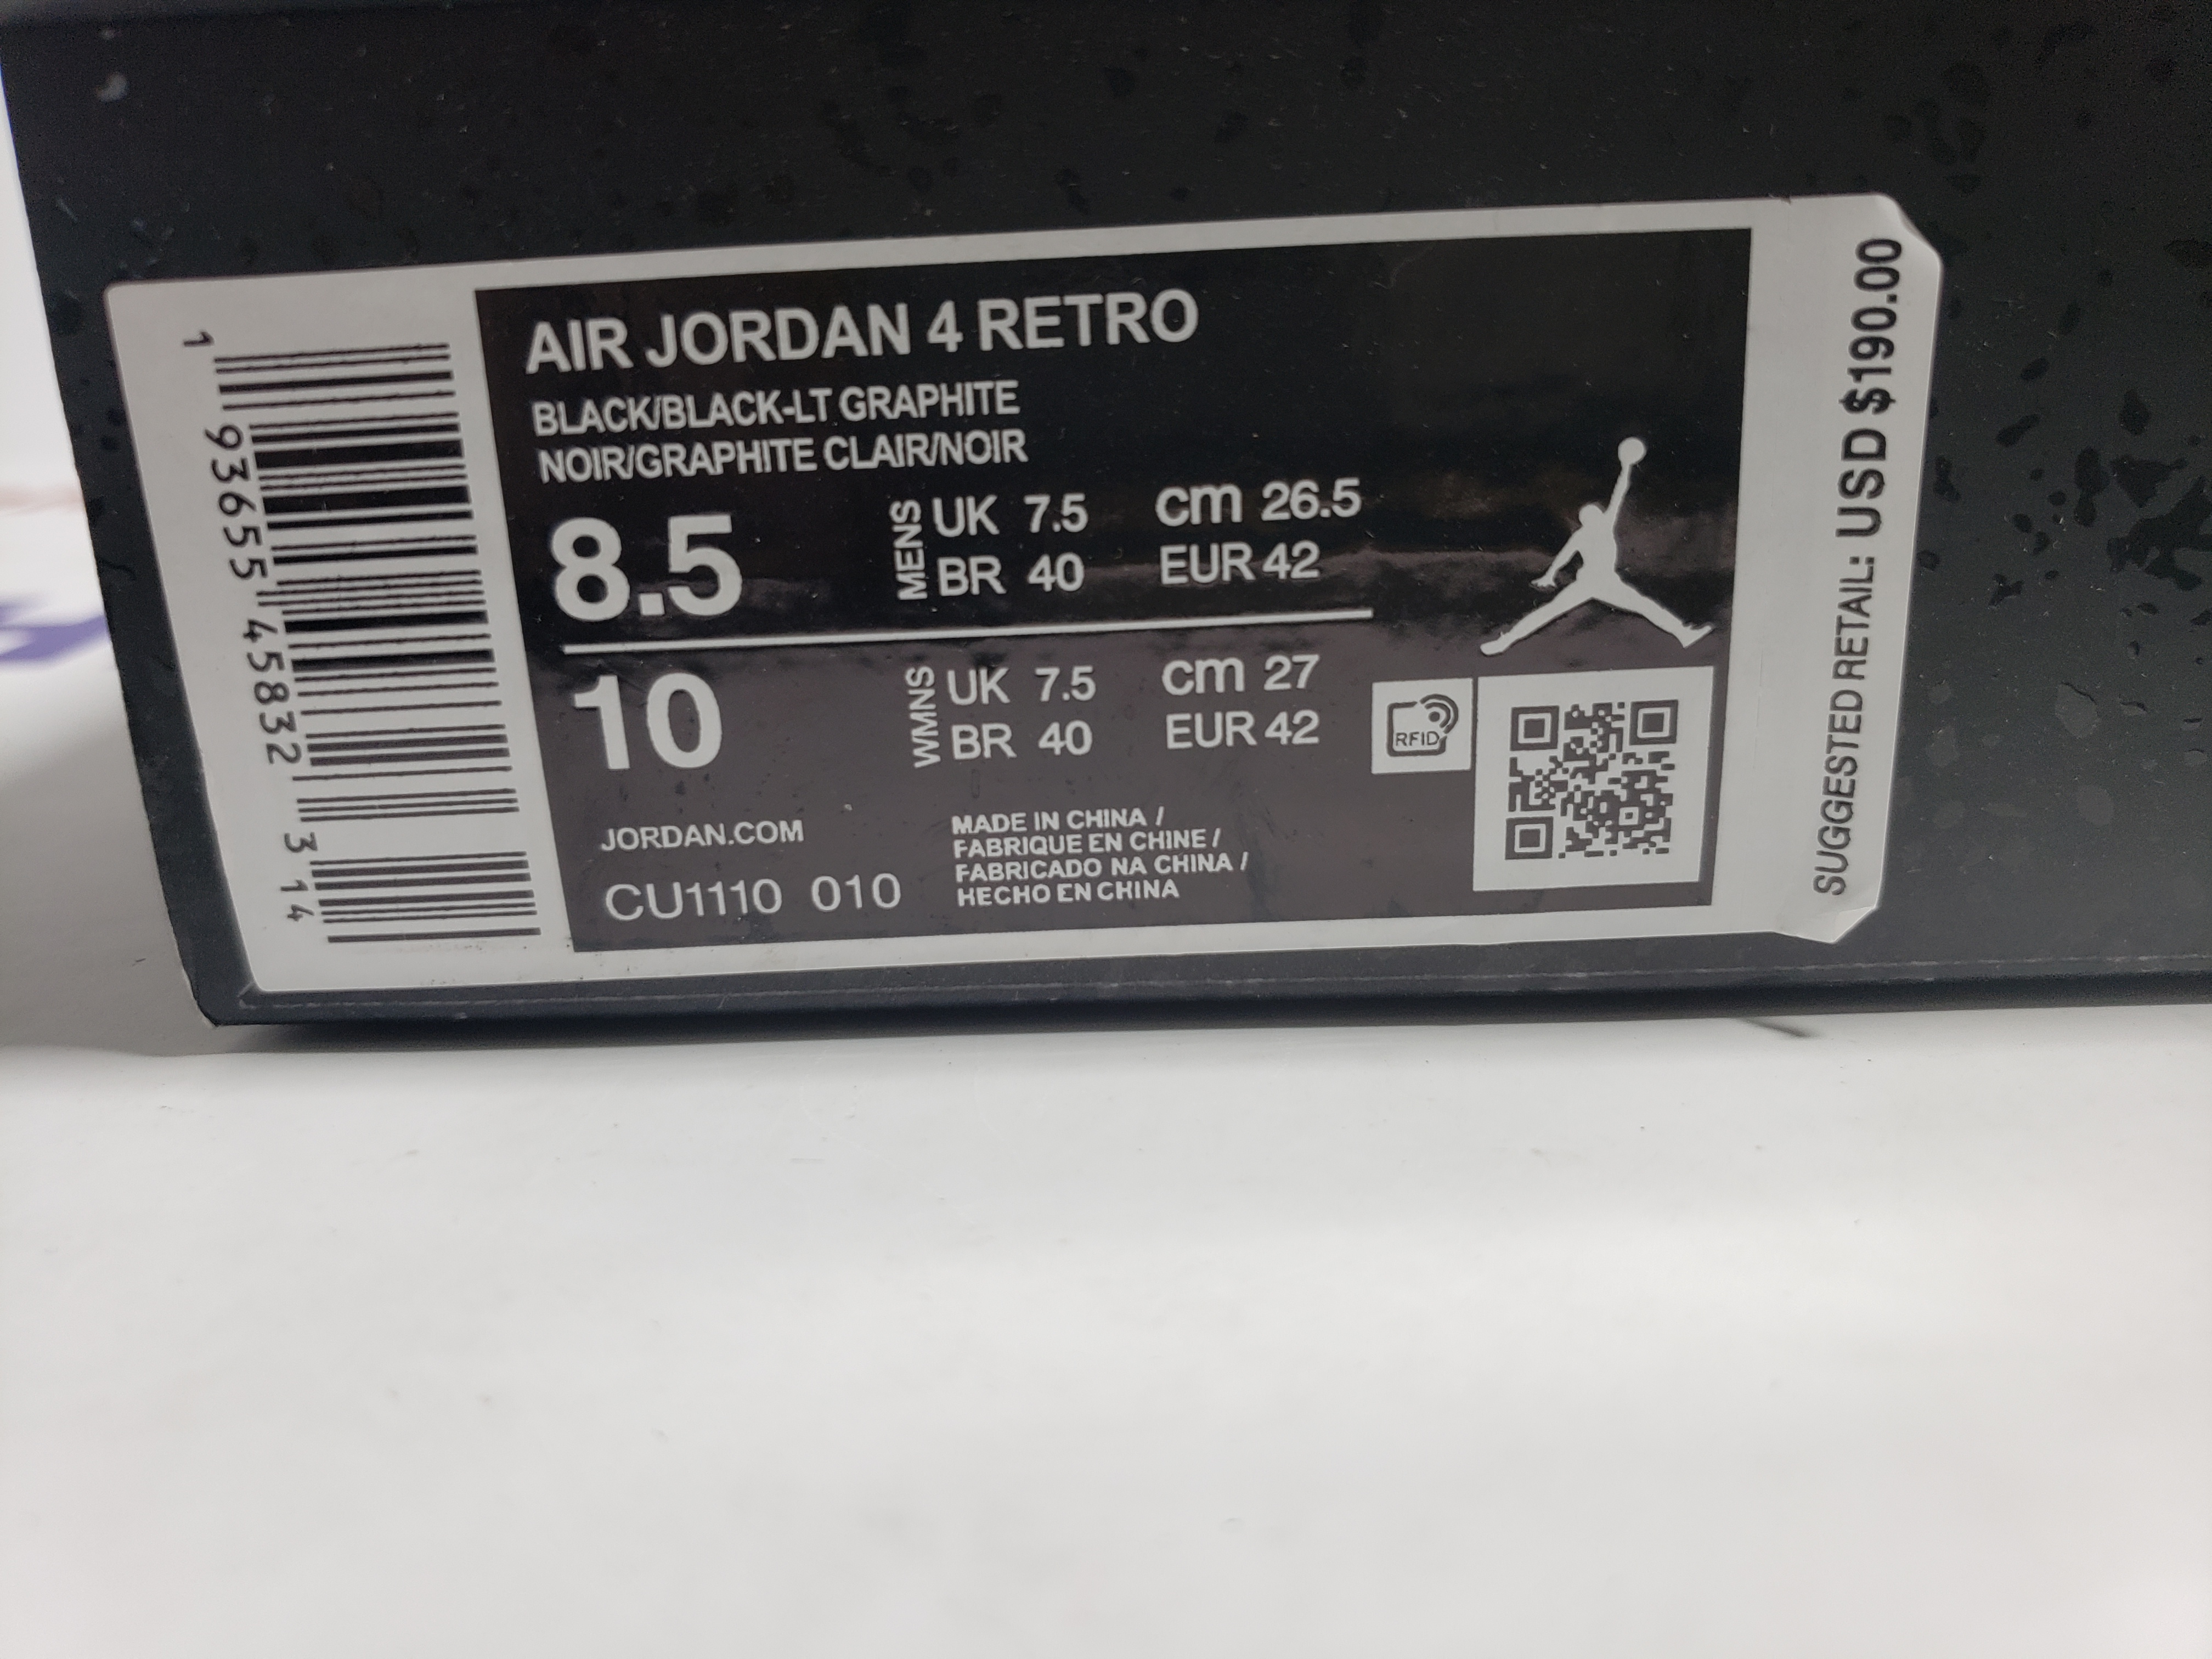 AIR JORDAN 4 RETRO
BLACK/BLACK-LT GRAPHITE
NOIR/GRAPHITE CLAIR/NOIR
8.5 MENS UK 7.5 cm 26.5
BR 40 EUR 42
10 WMNS UK 7.5 cm 27
BR 40 EUR 42
RFID
JORDAN.COM
CU1110 010
MADE IN CHINA /
FABRIQUE EN CHINE /
FABRICADO NA CHINA /
HECHO EN CHINA
1 93655 45832 3 14
SUGGESTED RETAIL: USD $190.00